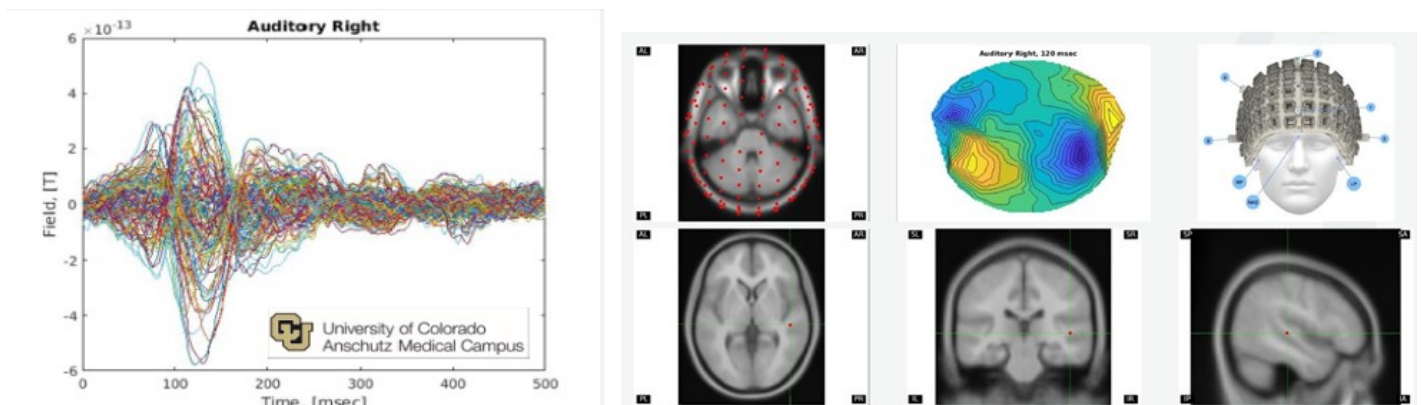 Auditory Right
×10⁻¹³
6
4
2
0
-2
-4
-6
Field, [T]
0
100
200
300
400
500
Time, [msec]
CU
University of Colorado
Anschutz Medical Campus
AL
AR
PL
PR
Auditory Right, 120 msec
AL
AR
PL
PR
SL
SR
IL
IR
SP
SA
IP
IA